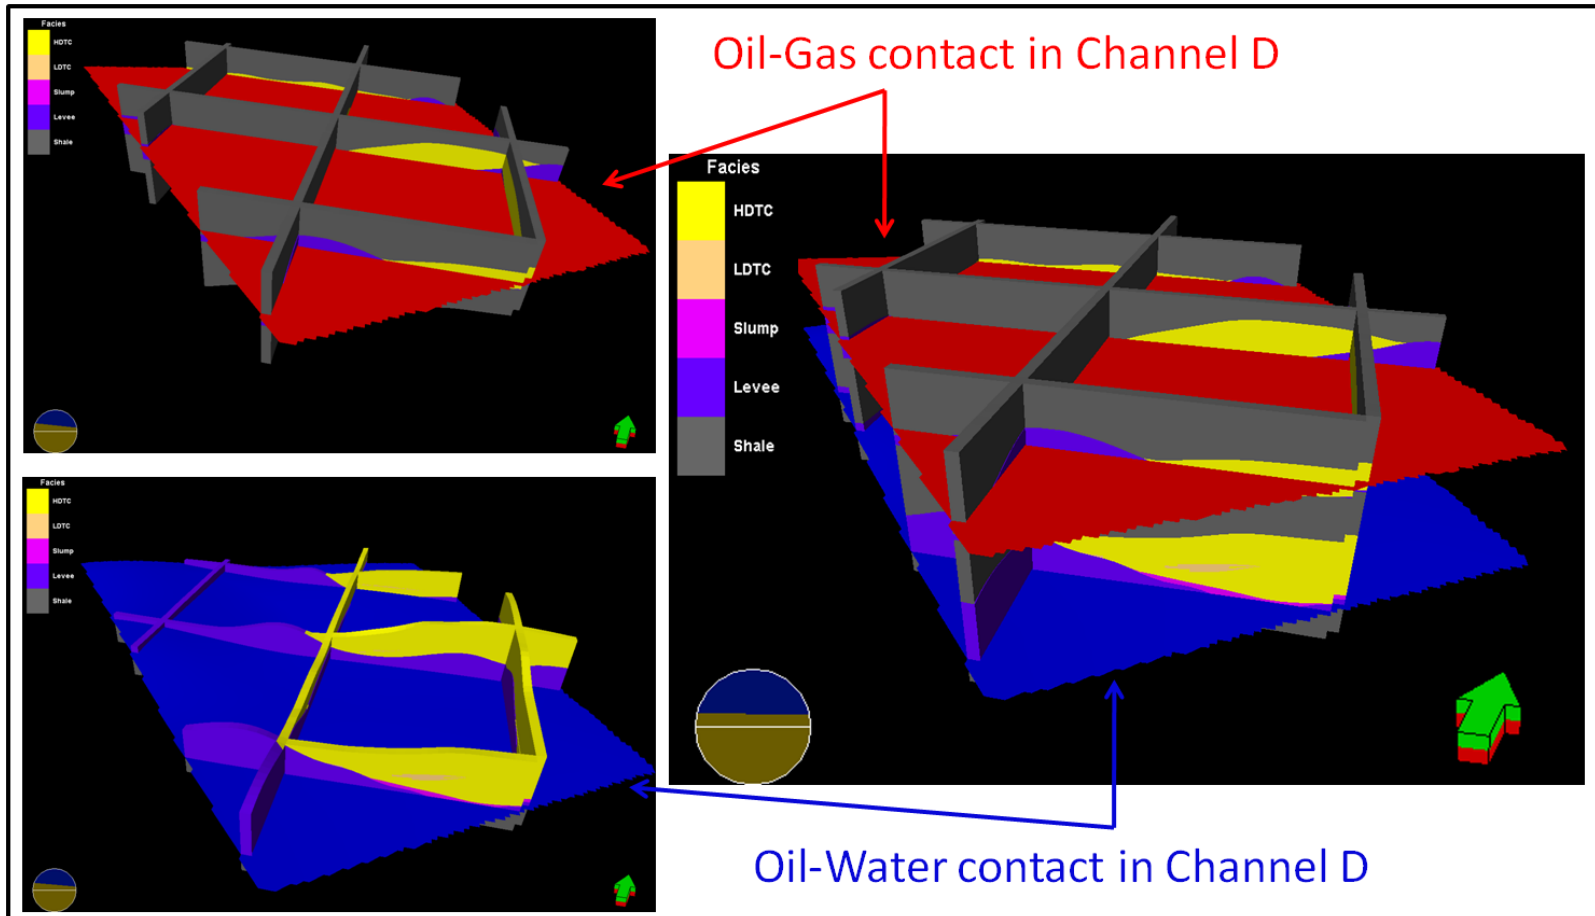 Oil-Gas contact in Channel D
Facies
HDTC
LDTC
Slump
Levee
Shale
Facies
HDTC
LDTC
Slump
Levee
Shale
Facies
HDTC
LDTC
Slump
Levee
Shale
Oil-Water contact in Channel D